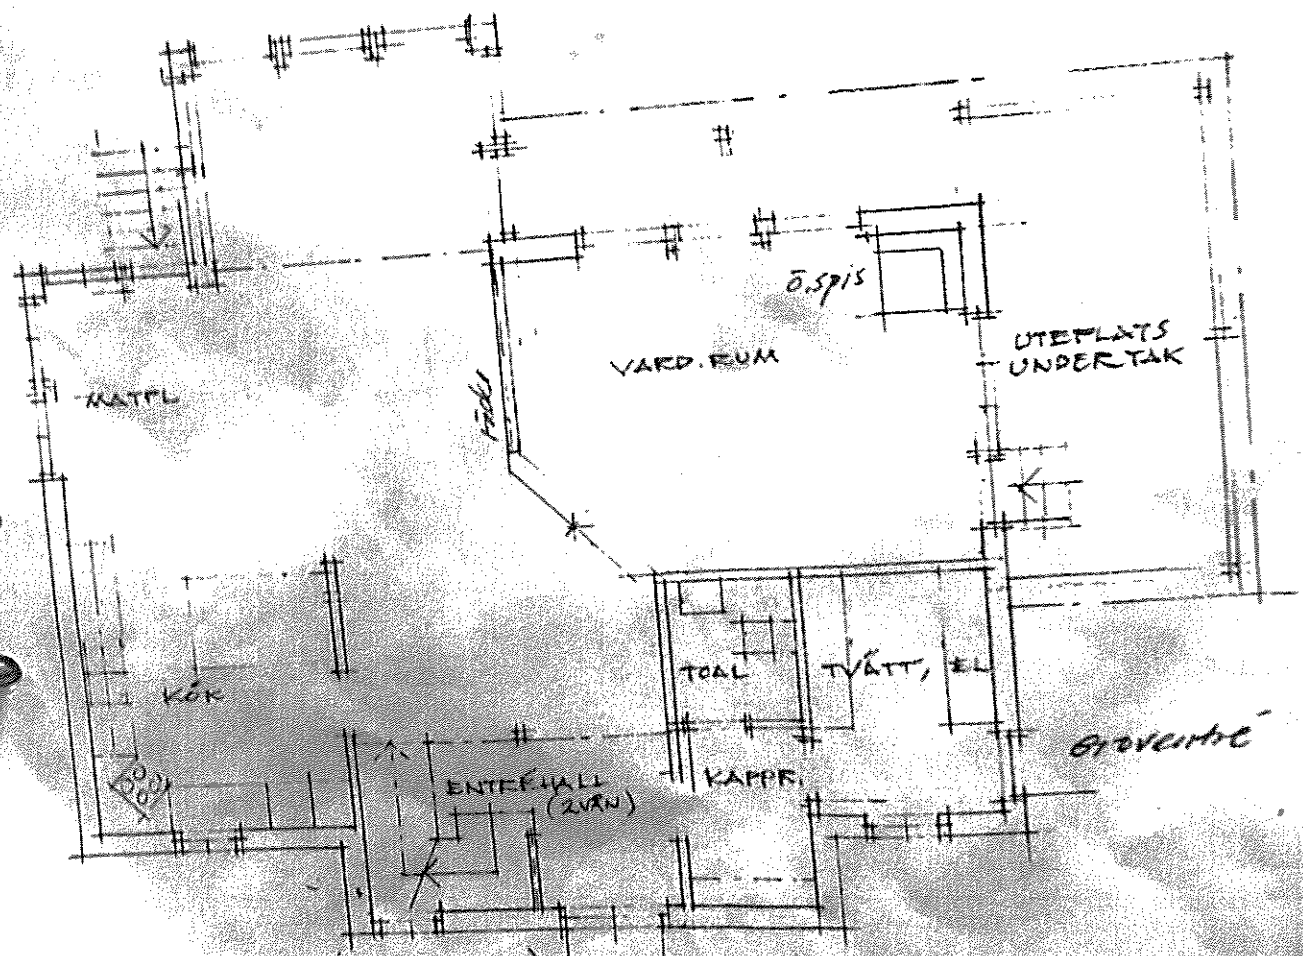 Ö.SPIS
UTEPLATS
UNDER TAK
VARD.RUM
MATPL
KÖK
TOAL
TVÄTT, EL
ENTRÉHALL
(2VÅN)
KAPPR.
GROVENTRÉ